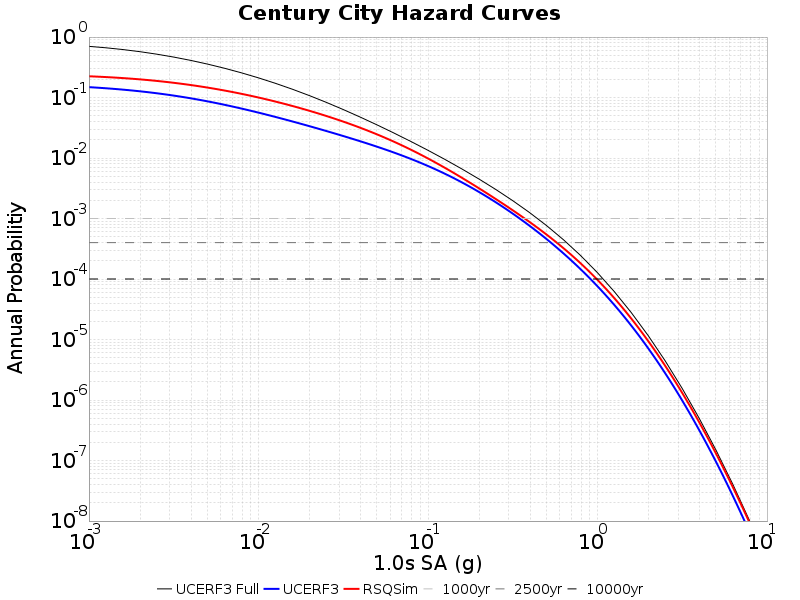 Century City Hazard Curves
10^0
10^-1
10^-2
10^-3
10^-4
10^-5
10^-6
10^-7
10^-8
Annual Probabilitiy
10^-3 10^-2 10^-1 10^0 10^1
1.0s SA (g)
UCERF3 Full UCERF3 RSQSim 1000yr 2500yr 10000yr